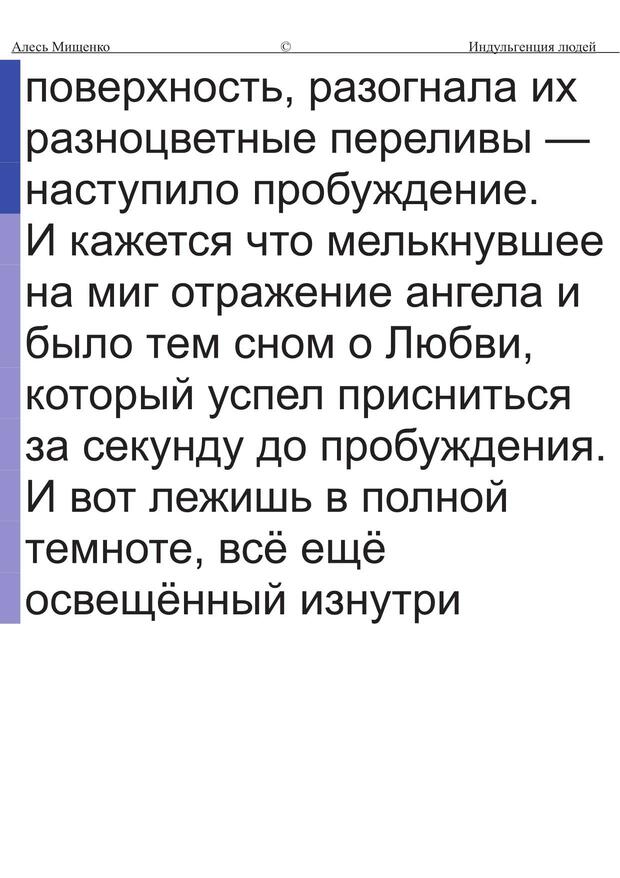 Алесь Мищенко © Индульгенция людей
поверхность, разогнала их
разноцветные переливы —
наступило пробуждение.
И кажется что мелькнувшее
на миг отражение ангела и
было тем сном о Любви,
который успел присниться
за секунду до пробуждения.
И вот лежишь в полной
темноте, всё ещё
освещённый изнутри